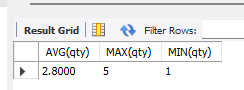 Result Grid Filter Rows:
AVG(qty) MAX(qty) MIN(qty)
2.8000 5 1